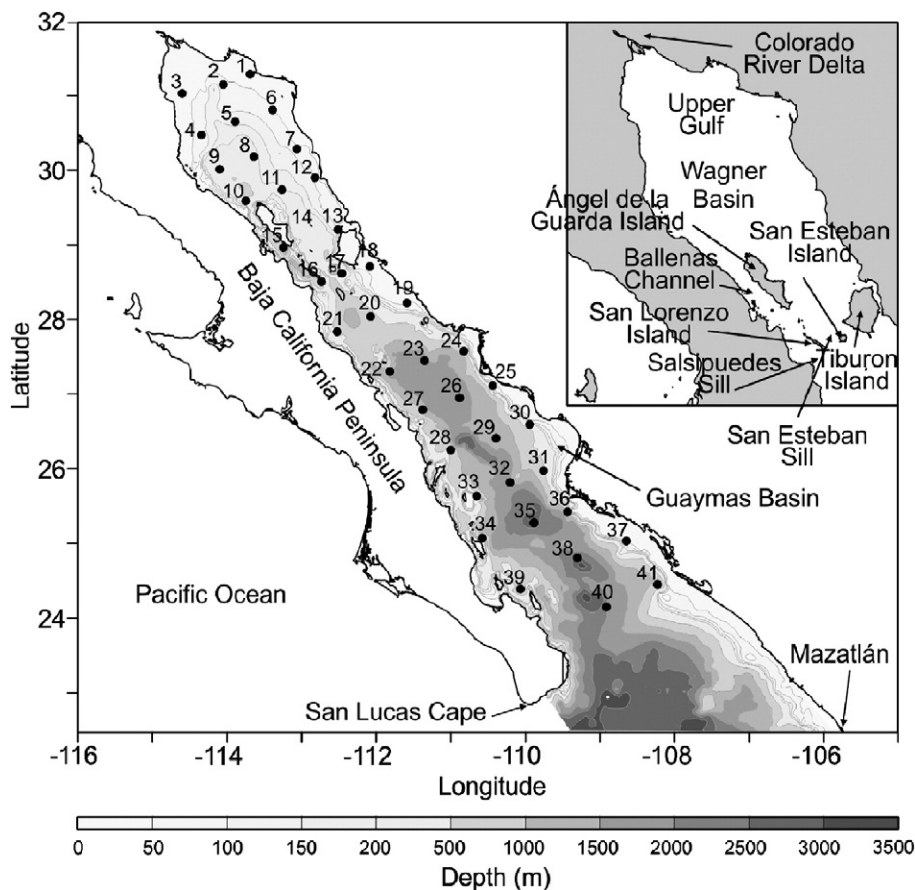 32
30
28
26
24
Latitude
-116
-114
-112
-110
-108
-106
Longitude
1
2
3
4
5
6
7
8
9
10
11
12
13
14
15
16
17
18
19
20
21
22
23
24
25
26
27
28
29
30
31
32
33
34
35
36
37
38
39
40
41
Baja California Peninsula
Pacific Ocean
San Lucas Cape
Mazatlán
Guaymas Basin
Colorado
River Delta
Upper
Gulf
Wagner
Basin
Ángel de la
Guarda Island
San Esteban
Island
Ballenas
Channel
San Lorenzo
Island
Salsipuedes
Sill
Tiburon
Island
San Esteban
Sill
0 50 100 150 200 500 1000 1500 2000 2500 3000 3500
Depth (m)